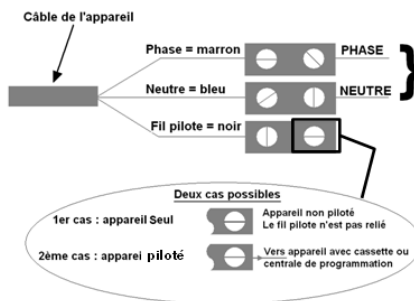 Câble de l'appareil
Phase = marron
PHASE
Neutre = bleu
NEUTRE
Fil pilote = noir
Deux cas possibles
1er cas : appareil Seul
Appareil non piloté
Le fil pilote n'est pas relié
2ème cas : apparei piloté
Vers appareil avec cassette ou
centrale de programmation